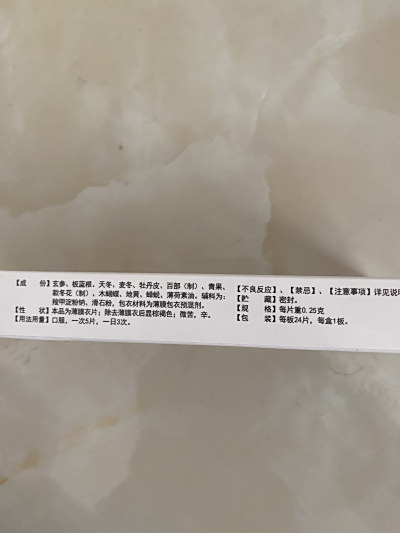 【成　　份】玄参、板蓝根、天冬、麦冬、牡丹皮、百部（制）、青果、
款冬花（制）、木蝴蝶、地黄、蝉蜕、薄荷素油。辅料为：
羧甲淀粉钠、滑石粉，包衣材料为薄膜包衣预混剂。
【性　　状】本品为薄膜衣片；除去薄膜衣后显棕褐色；微苦，辛。
【用法用量】口服，一次5片，一日3次。
【不良反应】、【禁忌】、【注意事项】详见说明
【贮　　藏】密封。
【规　　格】每片重0.25克
【包　　装】每板24片，每盒1板。